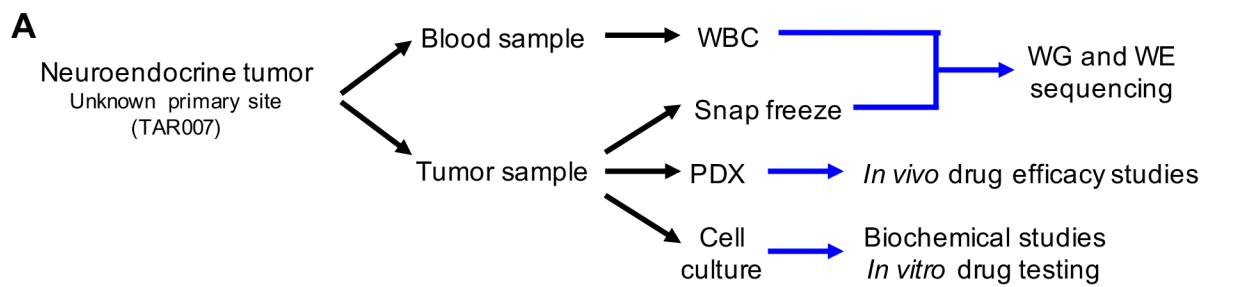 A
Neuroendocrine tumor
Unknown primary site
(TAR007)
Blood sample
WBC
WG and WE
sequencing
Snap freeze
Tumor sample
PDX
In vivo drug efficacy studies
Cell
culture
Biochemical studies
In vitro drug testing